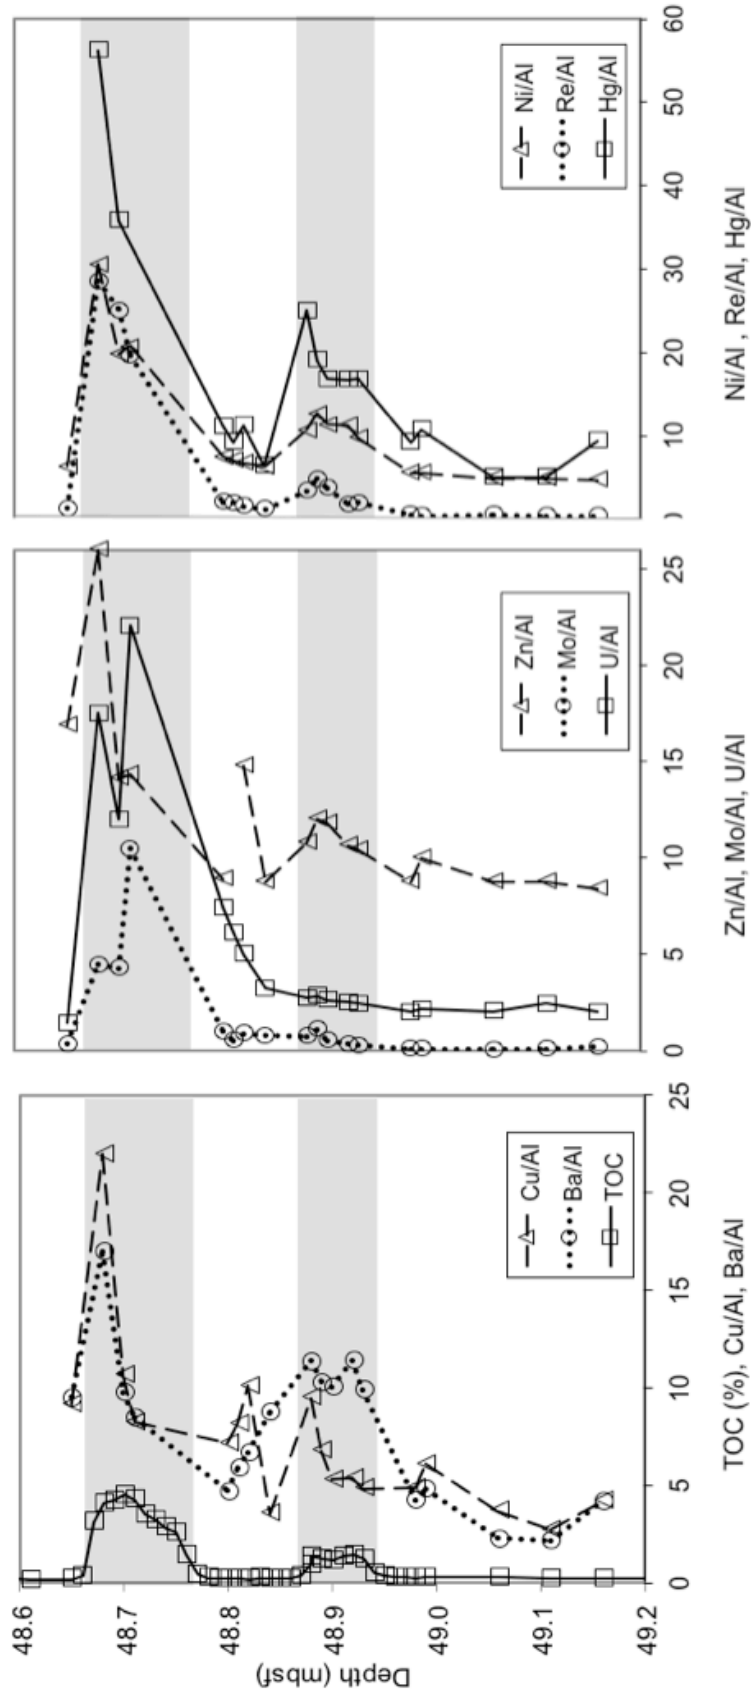 Depth (mbsf)
48.6
48.7
48.8
48.9
49.0
49.1
49.2
Cu/Al
Ba/Al
TOC
0 5 10 15 20 25
TOC (%), Cu/Al, Ba/Al
Zn/Al
Mo/Al
U/Al
0 5 10 15 20 25
Zn/Al, Mo/Al, U/Al
Ni/Al
Re/Al
Hg/Al
10 20 30 40 50 60
Ni/Al , Re/Al, Hg/Al